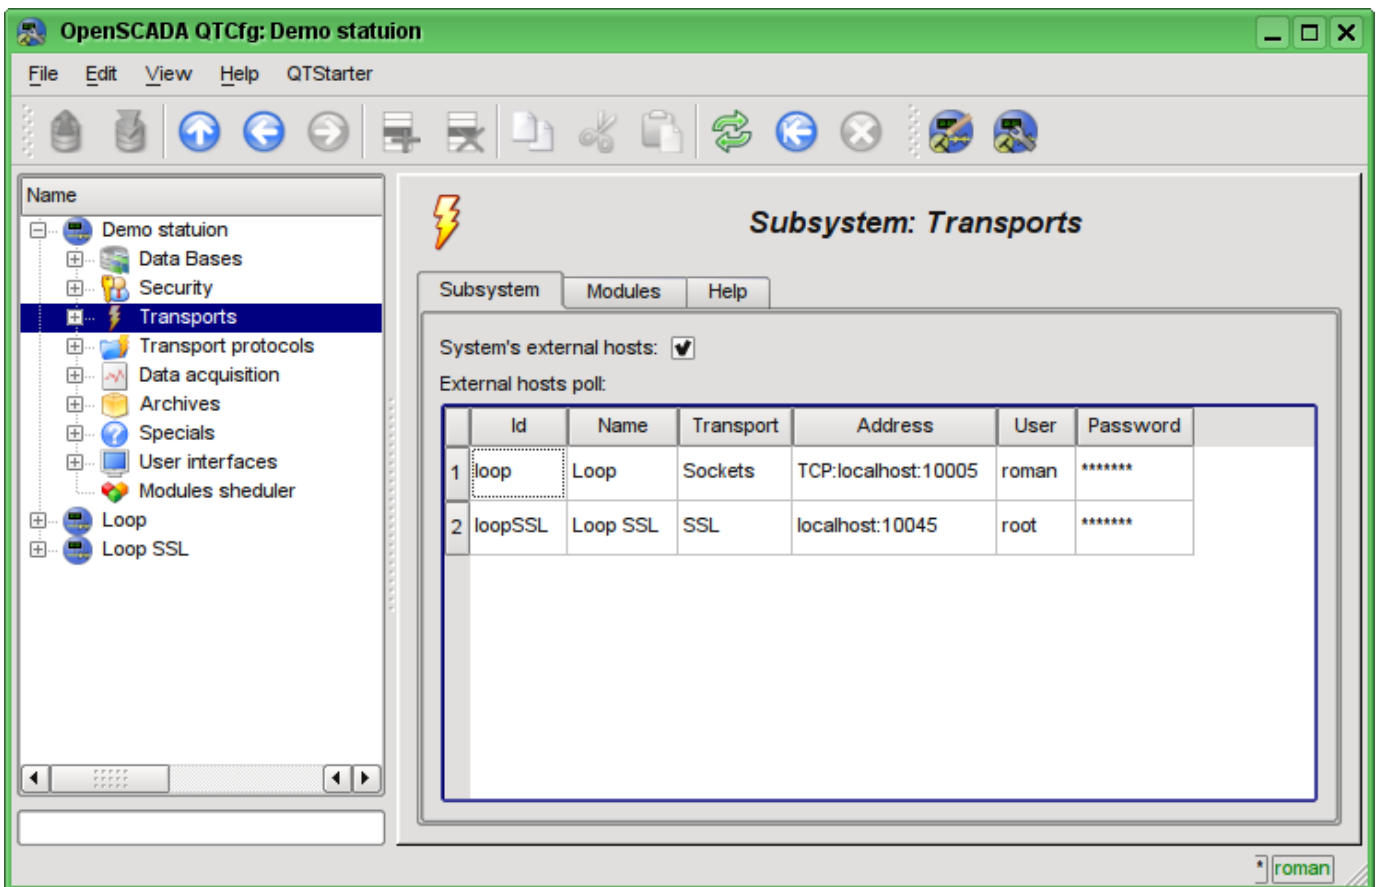 OpenSCADA QTCfg: Demo statuion
File Edit View Help QTStarter
Name
Demo statuion
Data Bases
Security
Transports
Transport protocols
Data acquisition
Archives
Specials
User interfaces
Modules sheduler
Loop
Loop SSL
Subsystem: Transports
Subsystem Modules Help
System's external hosts:
External hosts poll:
Id Name Transport Address User Password
1 loop Loop Sockets TCP:localhost:10005 roman *******
2 loopSSL Loop SSL SSL localhost:10045 root *******
* roman